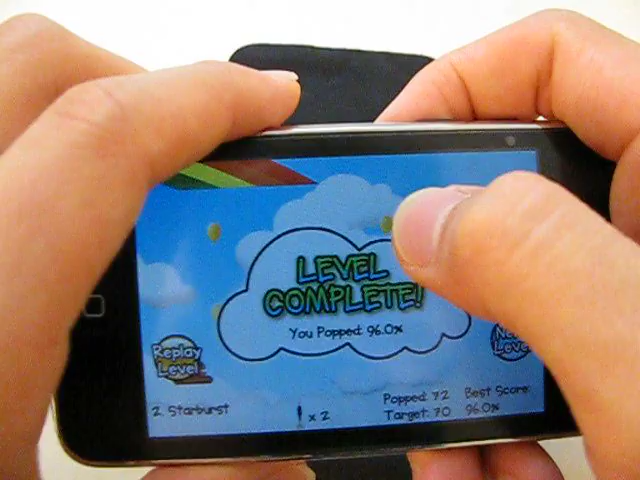 LEVEL
COMPLETE!
You Popped: 96.0%
Replay
Level
Level
2. Starburst
x 2
Popped: 72
Target: 70
Best Score:
96.0%